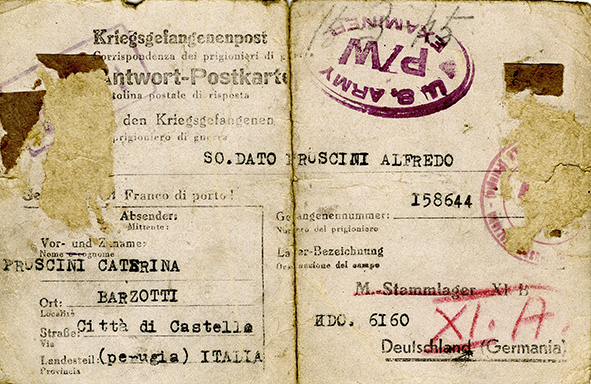 Kriegsgefangenenpost
Corrispondenza dei prigionieri di
Antwort-Postkarte
Cartolina postale di risposta
den Kriegsgefangenen
prigioniero di guerra
SO.DATO PRUSCINI ALFREDO
Franco di porto!
Absender:
Mittente:
Vor- und Zuname:
Nome e cognome
PRUSCINI CATERINA
Ort: BARZOTTI
Località
Straße: Città di Castello
Via
Landesteil: (perugia) ITALIA
Provincia
U.S. ARMY
P/W
EXAMINER
158644
Gefangenennummer:
Numero del prigioniero
Lager-Bezeichnung
del campo
M.-Stammlager XI B
KDO. 6160
XI.A.
Deutschland (Germania)